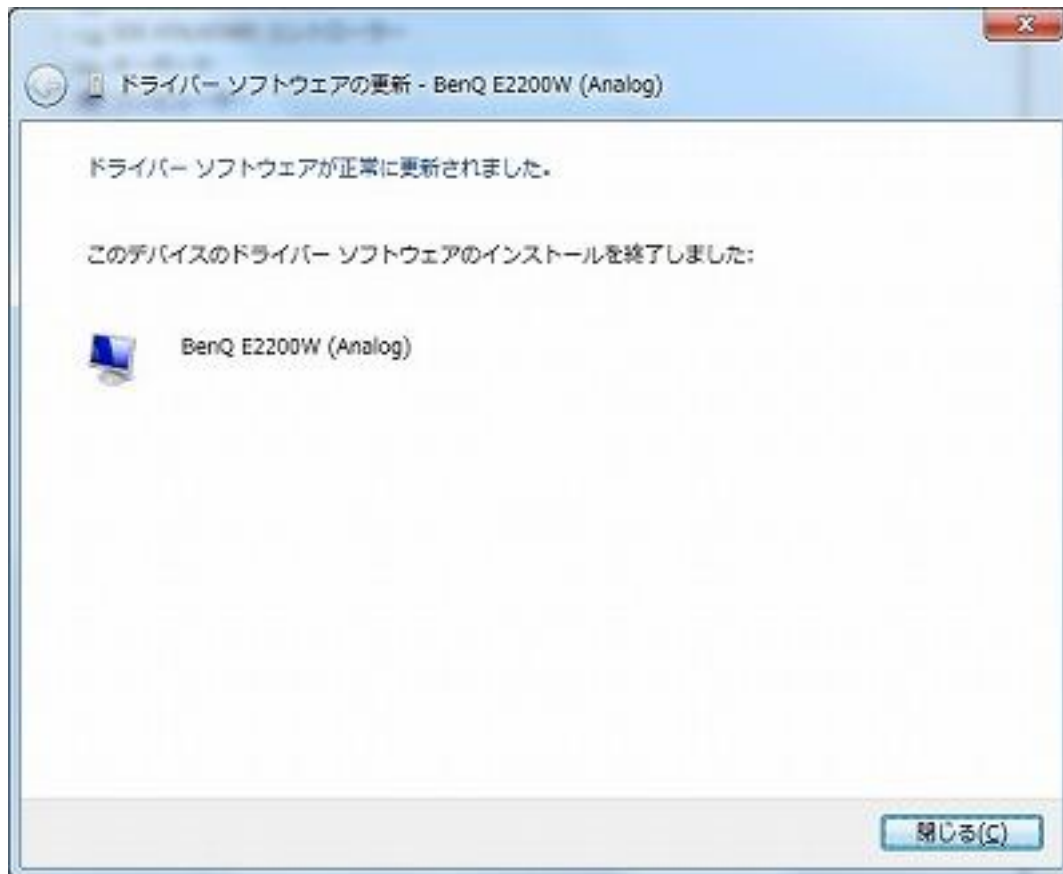 ドライバー ソフトウェアの更新 - BenQ E2200W (Analog)
ドライバー ソフトウェアが正常に更新されました。
このデバイスのドライバー ソフトウェアのインストールを終了しました:
BenQ E2200W (Analog)
閉じる(C)